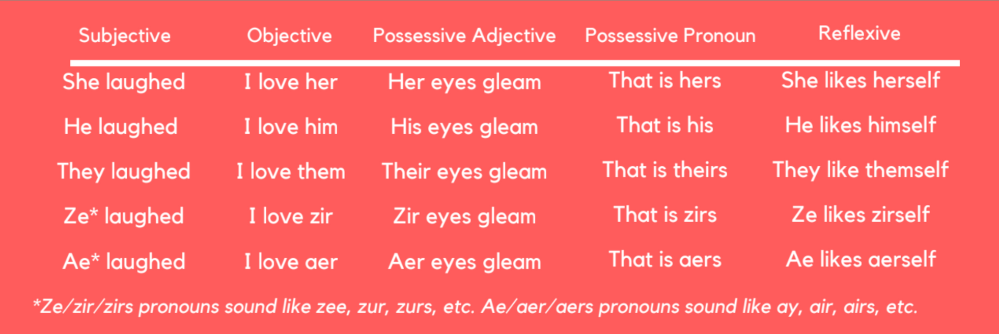 Subjective Objective Possessive Adjective Possessive Pronoun Reflexive
She laughed I love her Her eyes gleam That is hers She likes herself
He laughed I love him His eyes gleam That is his He likes himself
They laughed I love them Their eyes gleam That is theirs They like themself
Ze* laughed I love zir Zir eyes gleam That is zirs Ze likes zirself
Ae* laughed I love aer Aer eyes gleam That is aers Ae likes aerself
*Ze/zir/zirs pronouns sound like zee, zur, zurs, etc. Ae/aer/aers pronouns sound like ay, air, airs, etc.